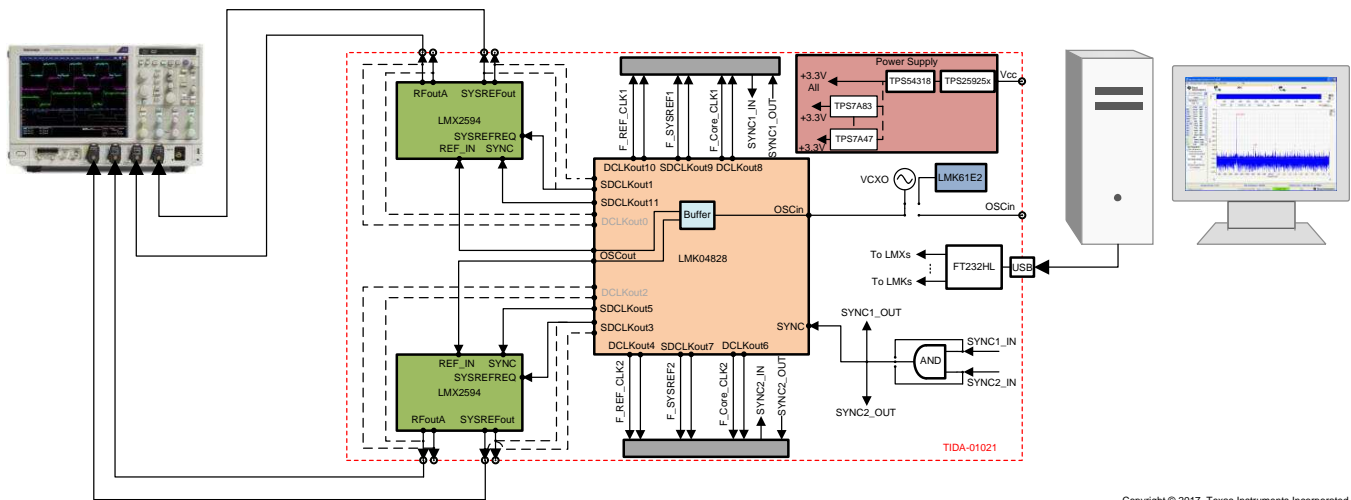 Tektronix
RFoutA SYSREFout
LMX2594
SYSREFREQ
REF_IN SYNC
F_REF_CLK1
F_SYSREF1
F_Core_CLK1
SYNC1_IN
SYNC1_OUT
Power Supply
+3.3V
All
TPS54318
TPS25925x
Vcc
TPS7A83
+3.3V
TPS7A47
+3.3V
DCLKout10 SDCLKout9 DCLKout8
SDCLKout1
SDCLKout11
DCLKout0
Buffer
OSCin
VCXO
LMK61E2
OSCin
OSCout
LMK04828
To LMXs
To LMKs
FT232HL
USB
DCLKout2
SDCLKout5
SDCLKout3
SYNC
DCLKout4 SDCLKout7 DCLKout6
SYNC1_OUT
SYNC1_IN
AND
SYNC2_IN
SYNC2_OUT
REF_IN SYNC
SYSREFREQ
LMX2594
RFoutA SYSREFout
F_REF_CLK2
F_SYSREF2
F_Core_CLK2
SYNC2_IN
SYNC2_OUT
TIDA-01021
Copyright © 2017, Texas Instruments Incorporated